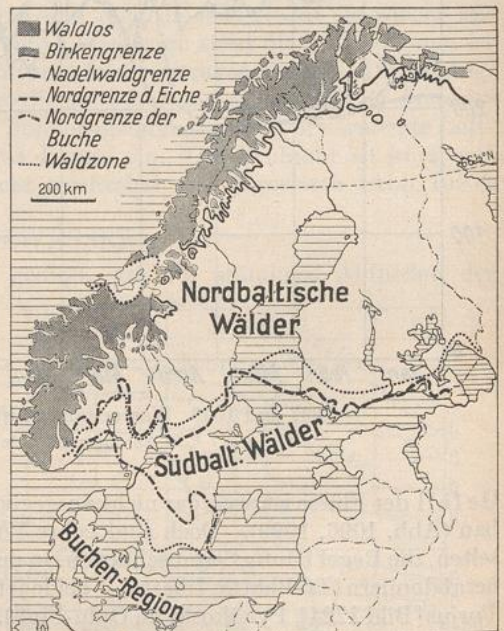 Waldlos
Birkengrenze
Nadelwaldgrenze
Nordgrenze d. Eiche
Nordgrenze der
Buche
Waldzone
200 km
Nordbaltische
Wälder
Südbalt. Wälder
Buchen-Region